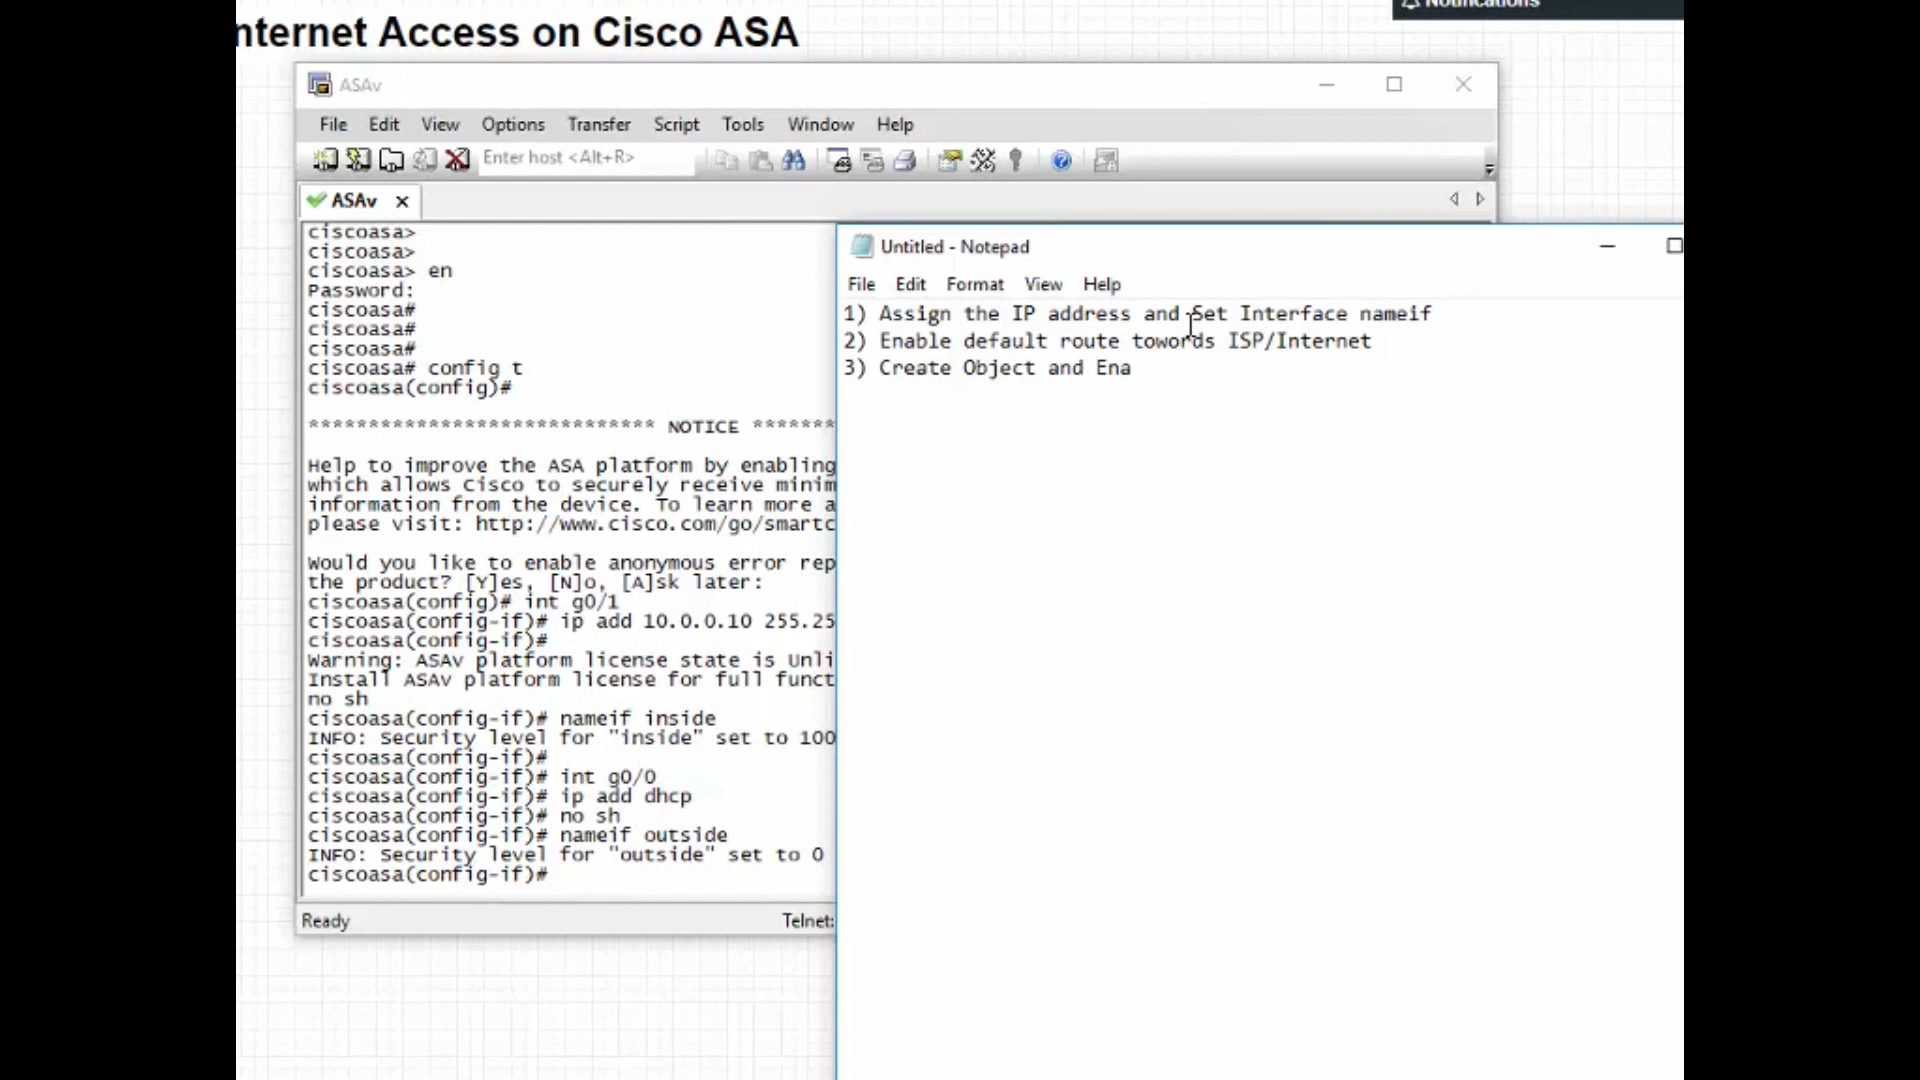 nternet Access on Cisco ASA
Notifications
ASAv
File Edit View Options Transfer Script Tools Window Help
Enter host <Alt+R>
ASAv
ciscoasa>
ciscoasa>
ciscoasa> en
Password:
ciscoasa#
ciscoasa#
ciscoasa#
ciscoasa# config t
ciscoasa(config)#
***************************** NOTICE *******
Help to improve the ASA platform by enabling
which allows Cisco to securely receive minim
information from the device. To learn more a
please visit: http://www.cisco.com/go/smartc
Would you like to enable anonymous error rep
the product? [Y]es, [N]o, [A]sk later:
ciscoasa(config)# int g0/1
ciscoasa(config-if)# ip add 10.0.0.10 255.25
ciscoasa(config-if)#
Warning: ASAv platform license state is Unli
Install ASAv platform license for full funct
no sh
ciscoasa(config-if)# nameif inside
INFO: Security level for "inside" set to 100
ciscoasa(config-if)#
ciscoasa(config-if)# int g0/0
ciscoasa(config-if)# ip add dhcp
ciscoasa(config-if)# no sh
ciscoasa(config-if)# nameif outside
INFO: Security level for "outside" set to 0
ciscoasa(config-if)#
Ready Telnet:
Untitled - Notepad
File Edit Format View Help
1) Assign the IP address and Set Interface nameif
2) Enable default route towords ISP/Internet
3) Create Object and Ena